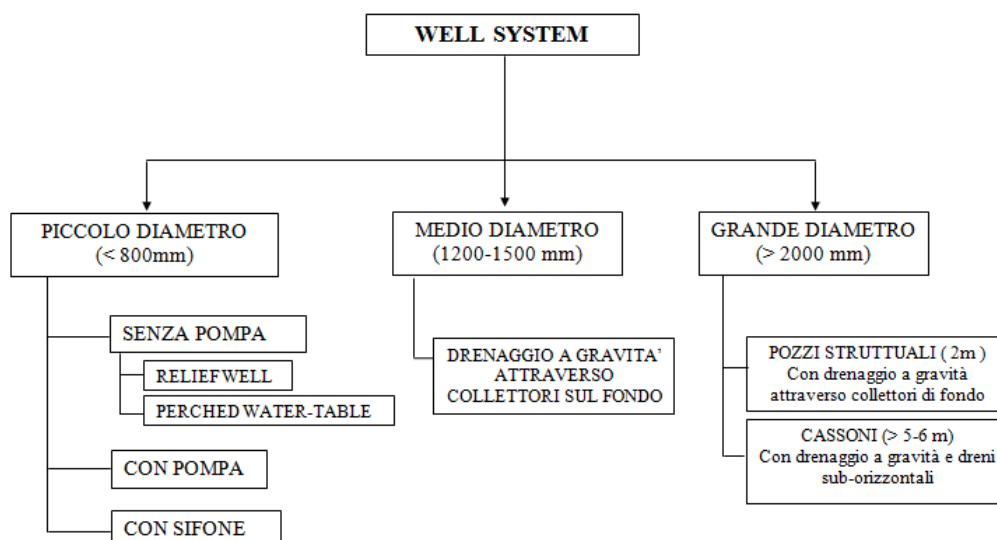 WELL SYSTEM
PICCOLO DIAMETRO
(< 800mm)
SENZA POMPA
RELIEF WELL
PERCHED WATER-TABLE
CON POMPA
CON SIFONE
MEDIO DIAMETRO
(1200-1500 mm)
DRENAGGIO A GRAVITA’
ATTRAVERSO
COLLETTORI SUL FONDO
GRANDE DIAMETRO
(> 2000 mm)
POZZI STRUTTUALI ( 2m )
Con drenaggio a gravità
attraverso collettori di fondo
CASSONI (> 5-6 m)
Con drenaggio a gravità e dreni
sub-orizzontali